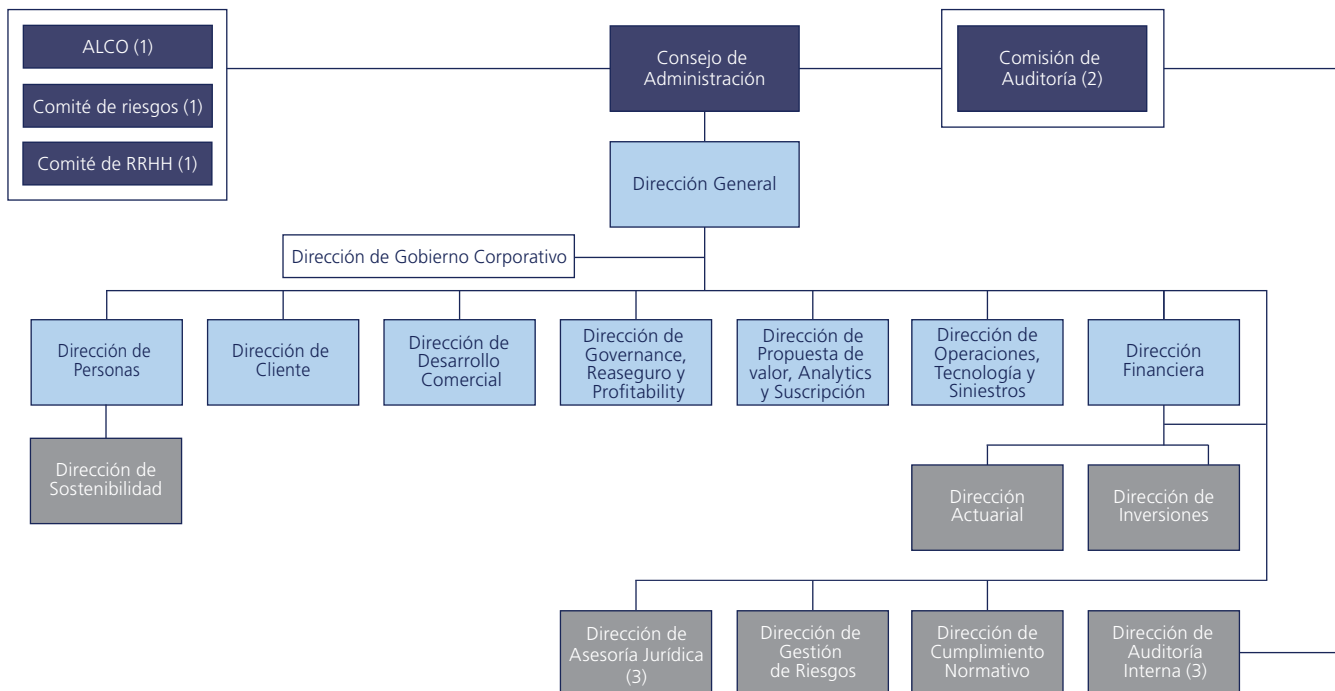 ALCO (1)
Comité de riesgos (1)
Comité de RRHH (1)
Consejo de
Administración
Comisión de
Auditoría (2)
Dirección General
Dirección de Gobierno Corporativo
Dirección de
Personas
Dirección de
Cliente
Dirección de
Desarrollo
Comercial
Dirección de
Governance,
Reaseguro y
Profitability
Dirección de
Propuesta de
valor, Analytics
y Suscripción
Dirección de
Operaciones,
Tecnología y
Siniestros
Dirección
Financiera
Dirección de
Sostenibilidad
Dirección
Actuarial
Dirección de
Inversiones
Dirección de
Asesoría Jurídica
(3)
Dirección de
Gestión
de Riesgos
Dirección de
Cumplimiento
Normativo
Dirección de
Auditoría
Interna (3)